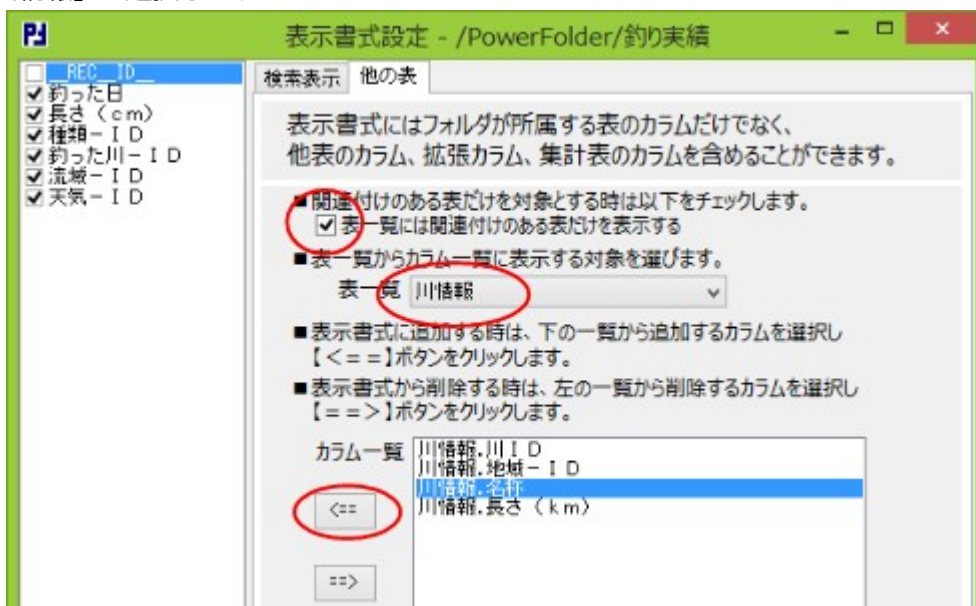 表示書式設定 - /PowerFolder/釣り実績
__REC_ID__
釣った日
長さ(cm)
種類-ID
釣った川-ID
流域-ID
天気-ID
検索表示 他の表
表示書式にはフォルダが所属する表のカラムだけでなく、
他表のカラム、拡張カラム、集計表のカラムを含めることができます。
■関連付けのある表だけを対象とする時は以下をチェックします。
表一覧には関連付けのある表だけを表示する
■表一覧からカラム一覧に表示する対象を選びます。
表一覧 川情報
■表示書式に追加する時は、下の一覧から追加するカラムを選択し
【<==】ボタンをクリックします。
■表示書式から削除する時は、左の一覧から削除するカラムを選択し
【==>】ボタンをクリックします。
カラム一覧
川情報.川ID
川情報.地域-ID
川情報.名称
川情報.長さ(km)
<==
==>